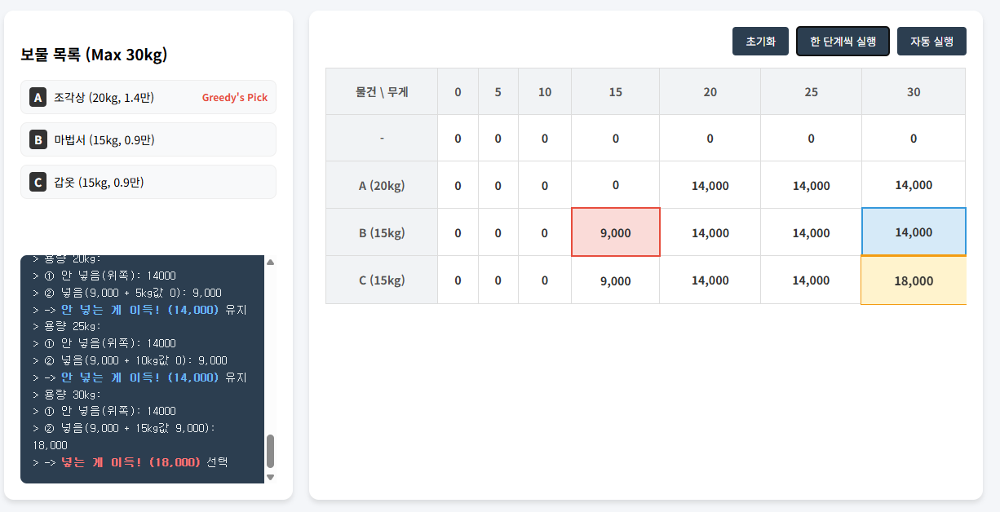 보물 목록 (Max 30kg)
A 조각상 (20kg, 1.4만) Greedy's Pick
B 마법서 (15kg, 0.9만)
C 갑옷 (15kg, 0.9만)
> 용량 20kg:
> ① 안 넣음(위쪽): 14000
> ② 넣음(9,000 + 5kg값 0): 9,000
> -> 안 넣는 게 이득! (14,000) 유지
> 용량 25kg:
> ① 안 넣음(위쪽): 14000
> ② 넣음(9,000 + 10kg값 0): 9,000
> -> 안 넣는 게 이득! (14,000) 유지
> 용량 30kg:
> ① 안 넣음(위쪽): 14000
> ② 넣음(9,000 + 15kg값 9,000):
18,000
> -> 넣는 게 이득! (18,000) 선택
초기화 한 단계씩 실행 자동 실행
물건 \ 무게 0 5 10 15 20 25 30
- 0 0 0 0 0 0 0
A (20kg) 0 0 0 0 14,000 14,000 14,000
B (15kg) 0 0 0 9,000 14,000 14,000 14,000
C (15kg) 0 0 0 9,000 14,000 14,000 18,000